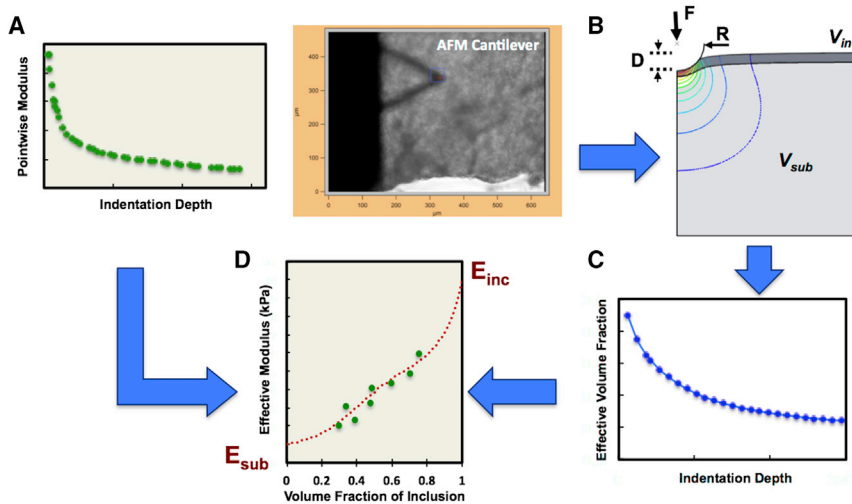 A
Pointwise Modulus
Indentation Depth
AFM Cantilever
400
300
200
100
0
0
100
200
300
400
500
600
µm
µm
B
F
R
D
V_in
V_sub
D
Effective Modulus (kPa)
E_inc
E_sub
0
0.2
0.4
0.6
0.8
1
Volume Fraction of Inclusion
C
Effective Volume Fraction
Indentation Depth